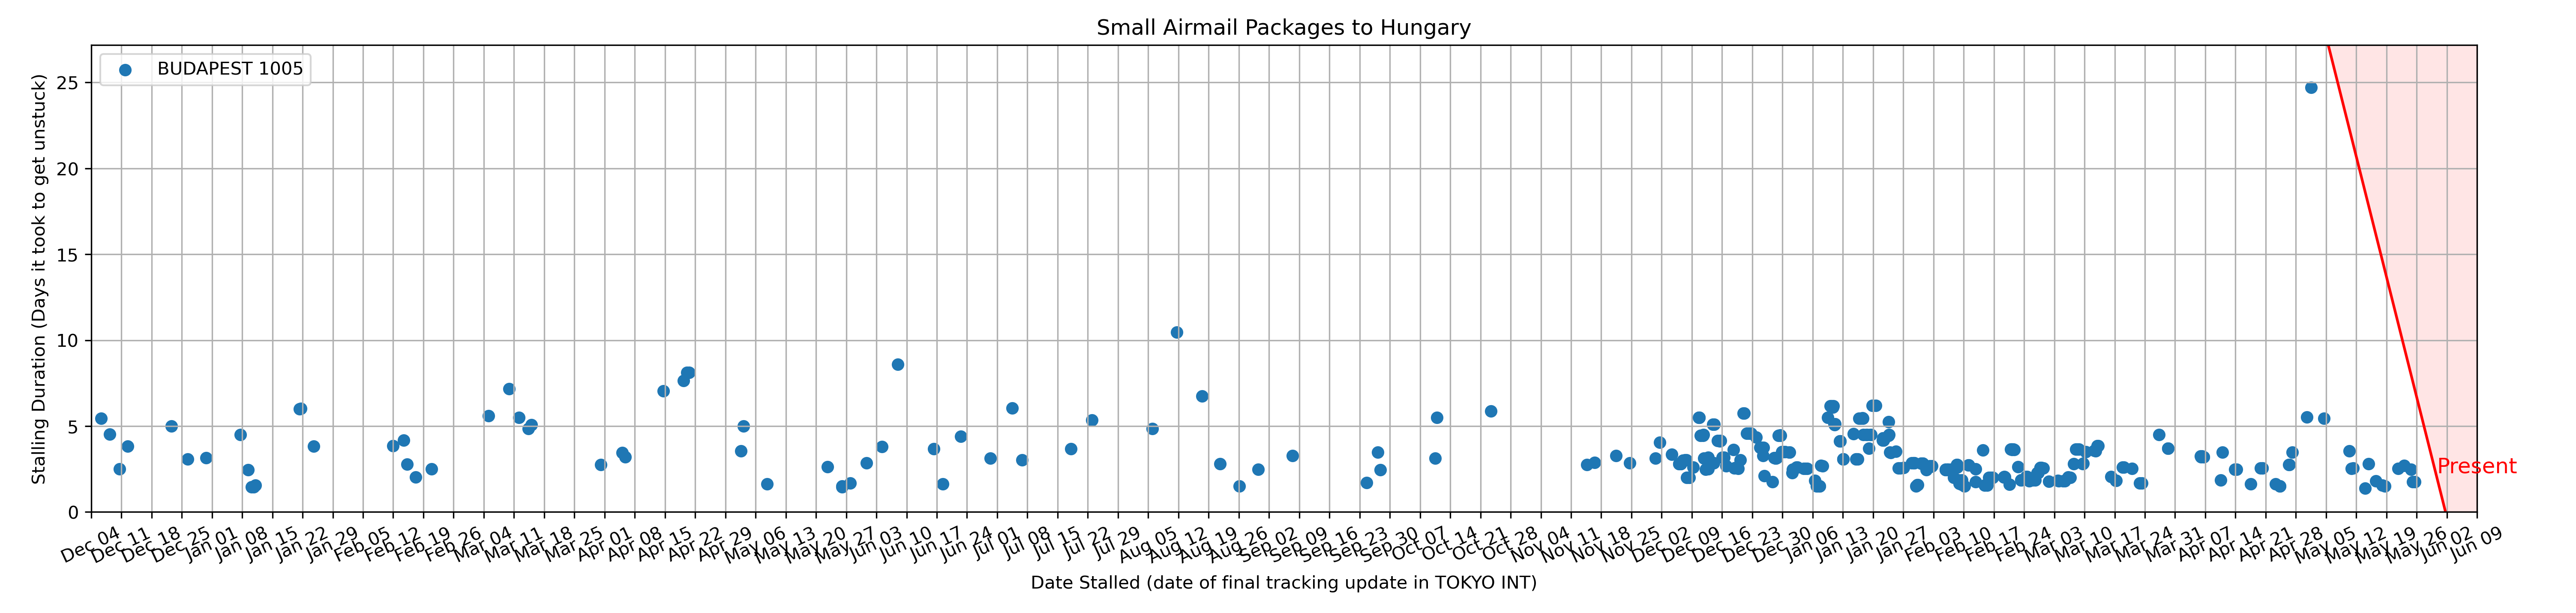 Small Airmail Packages to Hungary
BUDAPEST 1005
Stalling Duration (Days it took to get unstuck)
25
20
15
10
5
0
Present
Dec 04
Dec 11
Dec 18
Dec 25
Jan 01
Jan 08
Jan 15
Jan 22
Jan 29
Feb 05
Feb 12
Feb 19
Feb 26
Mar 04
Mar 11
Mar 18
Mar 25
Apr 01
Apr 08
Apr 15
Apr 22
Apr 29
May 06
May 13
May 20
May 27
Jun 03
Jun 10
Jun 17
Jun 24
Jul 01
Jul 08
Jul 15
Jul 22
Jul 29
Aug 05
Aug 12
Aug 19
Aug 26
Sep 02
Sep 09
Sep 16
Sep 23
Sep 30
Oct 07
Oct 14
Oct 21
Oct 28
Nov 04
Nov 11
Nov 18
Nov 25
Dec 02
Dec 09
Dec 16
Dec 23
Dec 30
Jan 06
Jan 13
Jan 20
Jan 27
Feb 03
Feb 10
Feb 17
Feb 24
Mar 03
Mar 10
Mar 17
Mar 24
Mar 31
Apr 07
Apr 14
Apr 21
Apr 28
May 05
May 12
May 19
May 26
Jun 02
Jun 09
Date Stalled (date of final tracking update in TOKYO INT)